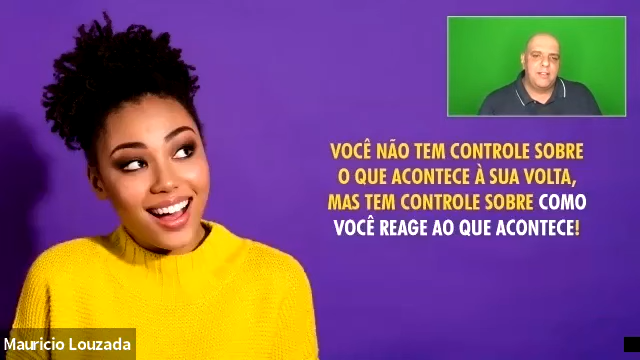 VOCÊ NÃO TEM CONTROLE SOBRE
O QUE ACONTECE À SUA VOLTA,
MAS TEM CONTROLE SOBRE COMO
VOCÊ REAGE AO QUE ACONTECE!
Mauricio Louzada